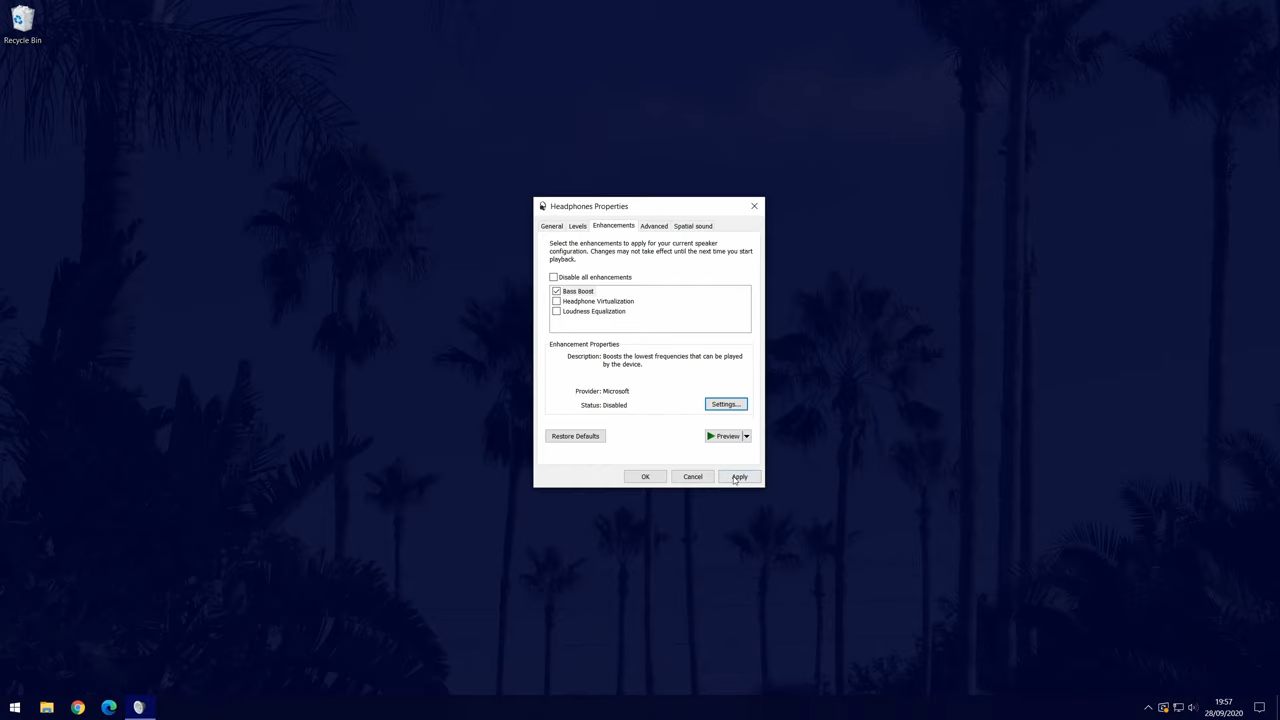 Recycle Bin
Headphones Properties
General Levels Enhancements Advanced Spatial sound
Select the enhancements to apply for your current speaker
configuration. Changes may not take effect until the next time you start
playback.
Disable all enhancements
Bass Boost
Headphone Virtualization
Loudness Equalization
Enhancement Properties
Description: Boosts the lowest frequencies that can be played
by the device.
Provider: Microsoft
Status: Disabled
Settings...
Restore Defaults
Preview
OK Cancel Apply
19:57
28/09/2020